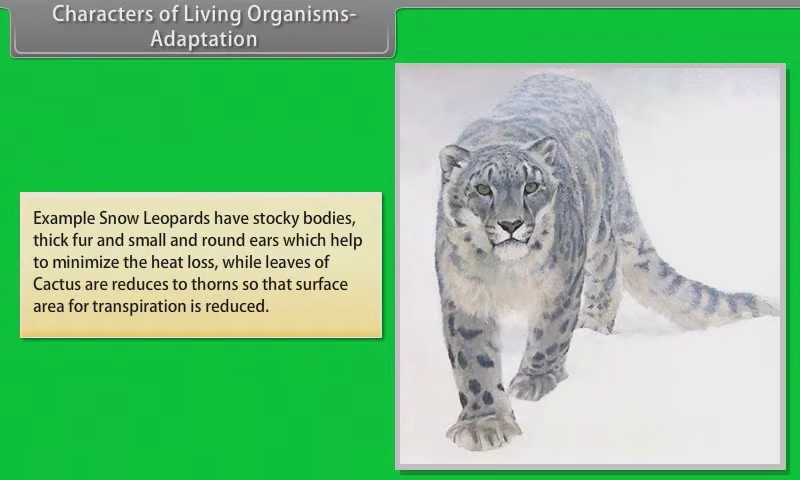 Characters of Living Organisms-
Adaptation
Example Snow Leopards have stocky bodies,
thick fur and small and round ears which help
to minimize the heat loss, while leaves of
Cactus are reduces to thorns so that surface
area for transpiration is reduced.